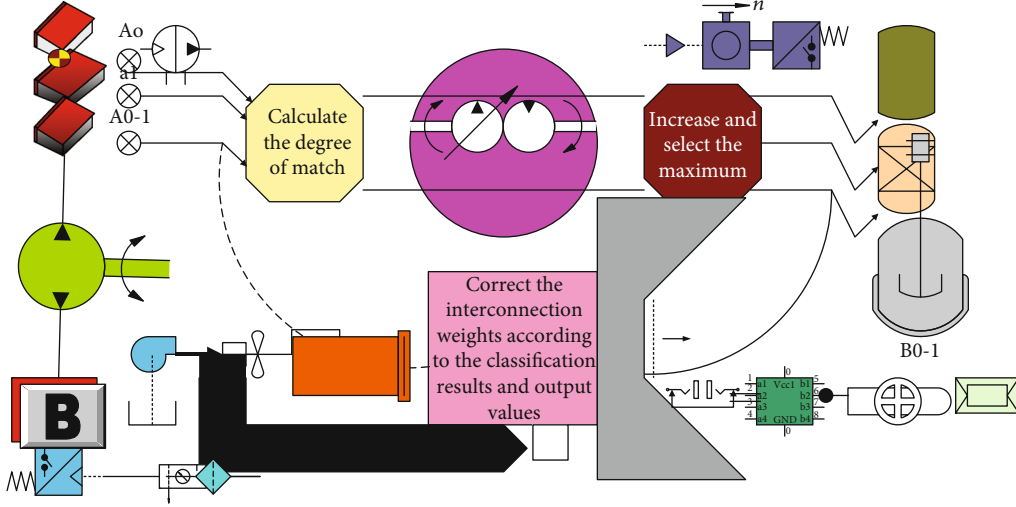 n
Ao
a1
A0-1
Calculate
the degree
of match
Increase and
select the
maximum
Correct the
interconnection
weights according
to the classification
results and output
values
B
B0-1
0
1 a1 Vcc1 b1 5
2 a2 b2 6
3 a3 b3 7
4 a4 GND b4 8
0